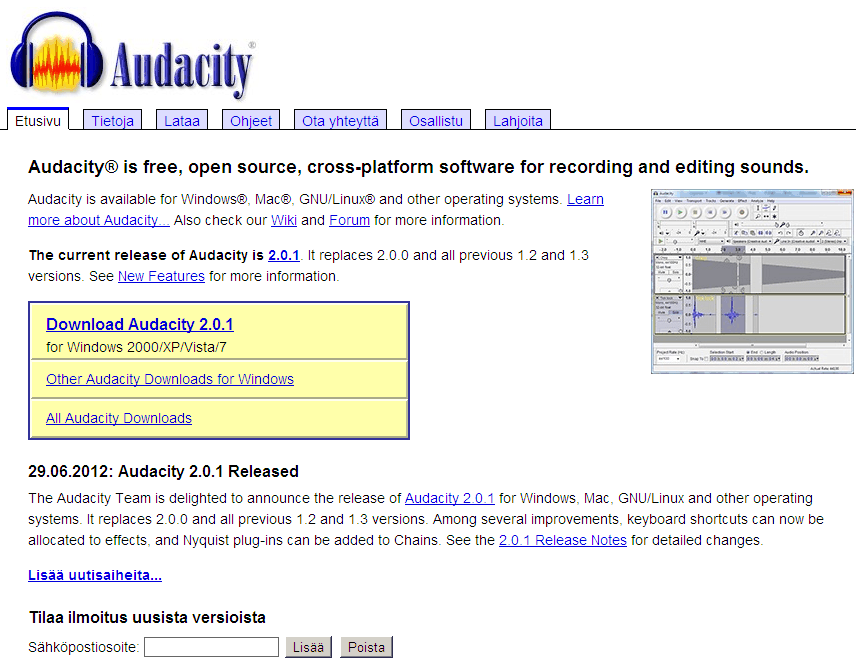 Audacity®
Etusivu Tietoja Lataa Ohjeet Ota yhteyttä Osallistu Lahjoita
Audacity® is free, open source, cross-platform software for recording and editing sounds.
Audacity is available for Windows®, Mac®, GNU/Linux® and other operating systems. Learn
more about Audacity... Also check our Wiki and Forum for more information.
The current release of Audacity is 2.0.1. It replaces 2.0.0 and all previous 1.2 and 1.3
versions. See New Features for more information.
Download Audacity 2.0.1
for Windows 2000/XP/Vista/7
Other Audacity Downloads for Windows
All Audacity Downloads
29.06.2012: Audacity 2.0.1 Released
The Audacity Team is delighted to announce the release of Audacity 2.0.1 for Windows, Mac, GNU/Linux and other operating
systems. It replaces 2.0.0 and all previous 1.2 and 1.3 versions. Among several improvements, keyboard shortcuts can now be
allocated to effects, and Nyquist plug-ins can be added to Chains. See the 2.0.1 Release Notes for detailed changes.
Lisää uutisaiheita...
Tilaa ilmoitus uusista versioista
Sähköpostiosoite: Lisää Poista